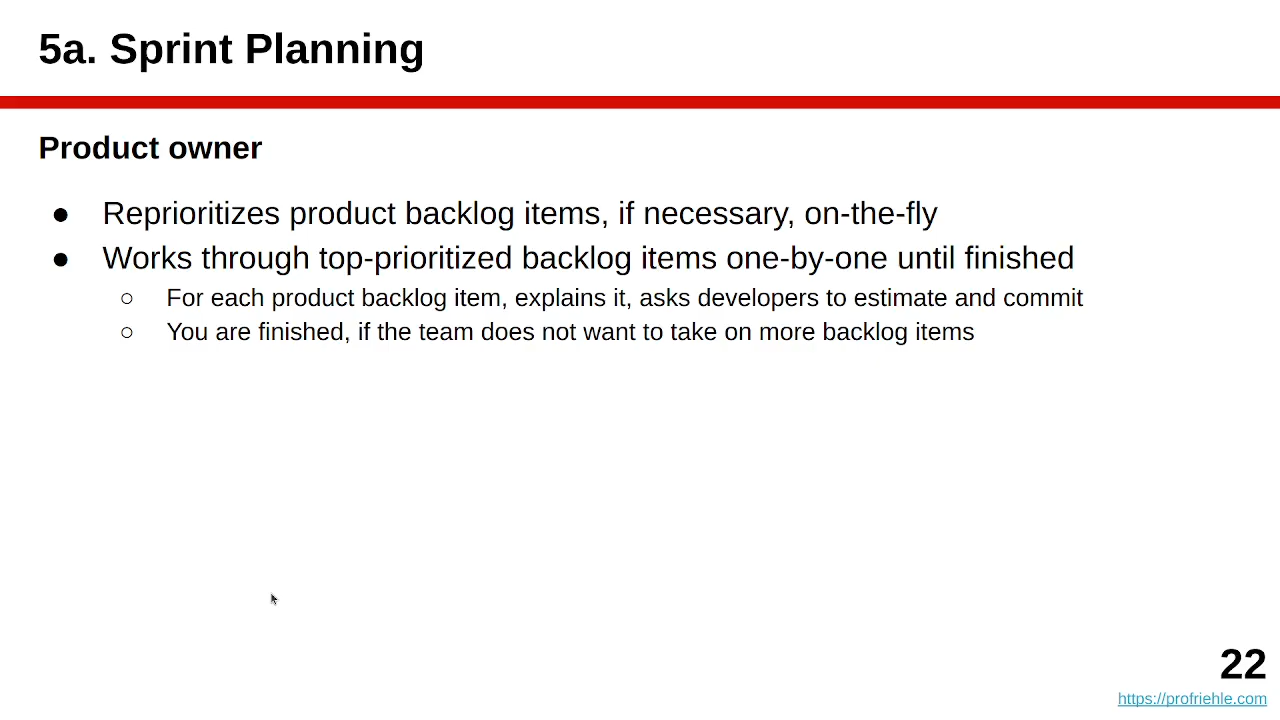 5a. Sprint Planning
Product owner
● Reprioritizes product backlog items, if necessary, on-the-fly
● Works through top-prioritized backlog items one-by-one until finished
○ For each product backlog item, explains it, asks developers to estimate and commit
○ You are finished, if the team does not want to take on more backlog items
22
https://profriehle.com